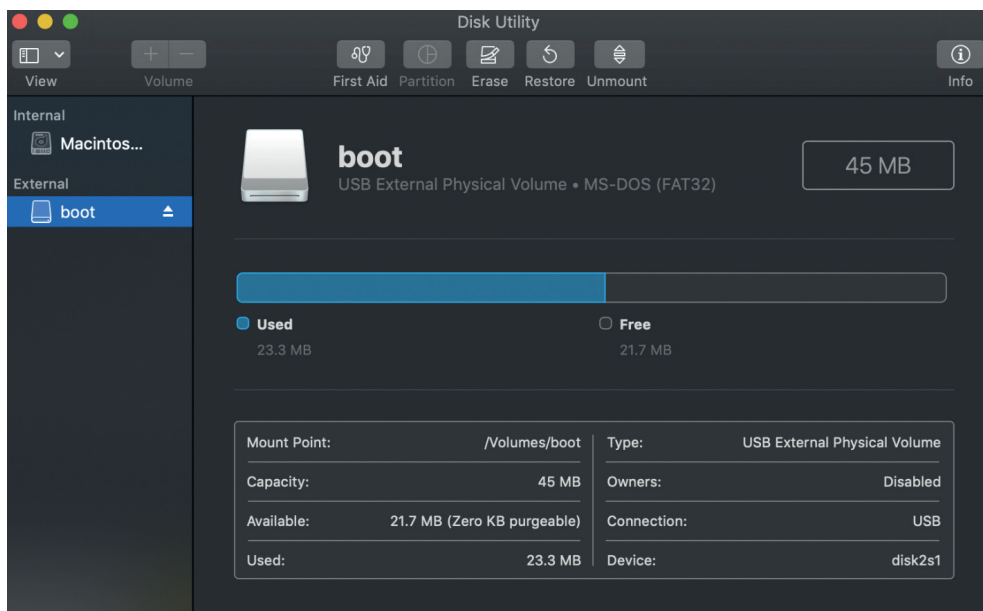 Disk Utility
View Volume First Aid Partition Erase Restore Unmount Info
Internal
Macintos...
External
boot
boot
USB External Physical Volume • MS-DOS (FAT32)
45 MB
Used Free
23.3 MB 21.7 MB
Mount Point: /Volumes/boot Type: USB External Physical Volume
Capacity: 45 MB Owners: Disabled
Available: 21.7 MB (Zero KB purgeable) Connection: USB
Used: 23.3 MB Device: disk2s1